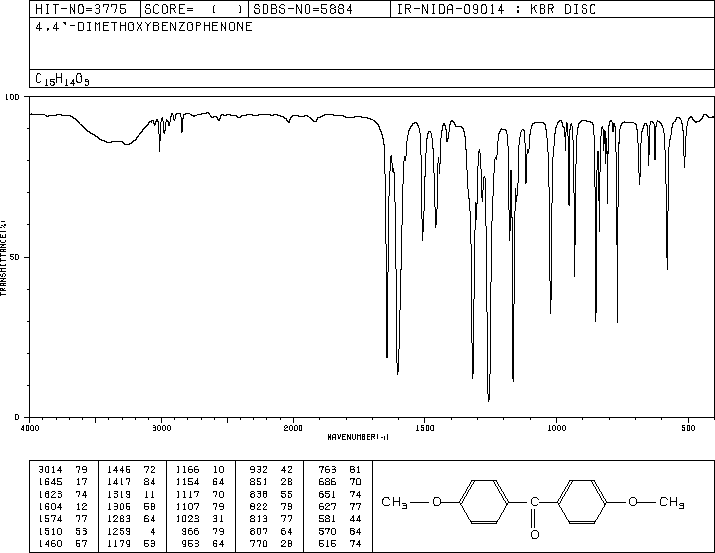 HIT-NO=3775 SCORE= ( ) SDBS-NO=5884 IR-NIDA-09014 : KBR DISC
4,4'-DIMETHOXYBENZOPHENONE
C15H14O3
100
50
0
TRANSMITTANCE(%)
4000 3000 2000 1500 1000 500
WAVENUMBER(-1)
3014 79 1446 72 1166 10 932 42 763 81
1645 17 1417 84 1154 64 851 28 686 70
1623 74 1319 11 1117 70 838 55 651 74
1604 12 1306 68 1107 79 822 79 627 77
1574 77 1283 64 1023 31 813 77 581 44
1510 53 1259 4 966 79 807 64 570 84
1460 57 1179 53 953 64 770 28 515 74
CH3 O C O CH3
O